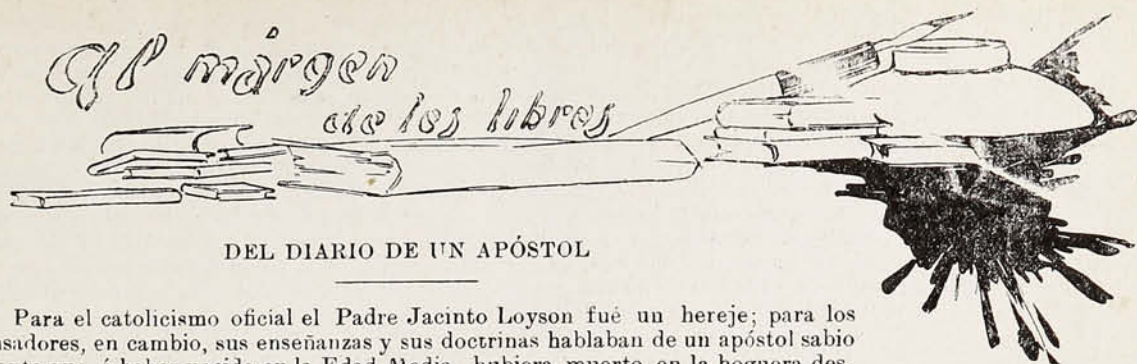 Al márgen
de los libros
DEL DIARIO DE UN APÓSTOL
Para el catolicismo oficial el Padre Jacinto Loyson fué un hereje; para los
sadores, en cambio, sus enseñanzas y sus doctrinas hablaban de un apóstol sabio